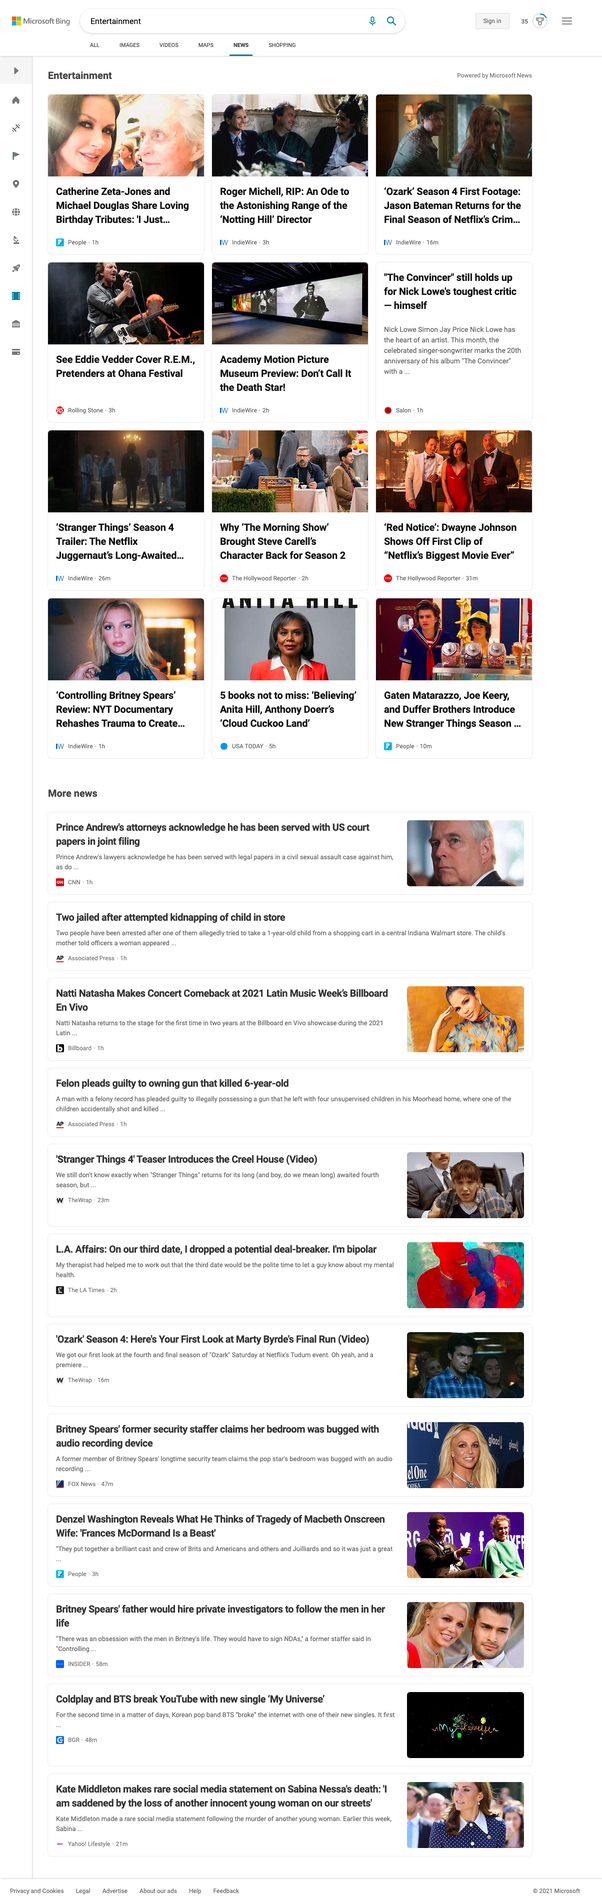 Microsoft Bing
Entertainment
Sign in
35
ALL
IMAGES
VIDEOS
MAPS
NEWS
SHOPPING
Entertainment
Powered by Microsoft News
Catherine Zeta-Jones and
Michael Douglas Share Loving
Birthday Tributes: 'I Just...
People · 1h
Roger Michell, RIP: An Ode to
the Astonishing Range of the
‘Notting Hill’ Director
IndieWire · 3h
‘Ozark’ Season 4 First Footage:
Jason Bateman Returns for the
Final Season of Netflix’s Crim...
IndieWire · 16m
See Eddie Vedder Cover R.E.M.,
Pretenders at Ohana Festival
Rolling Stone · 3h
Academy Motion Picture
Museum Preview: Don’t Call It
the Death Star!
IndieWire · 2h
"The Convincer" still holds up
for Nick Lowe's toughest critic
— himself
Nick Lowe Simon Jay Price Nick Lowe has
the heart of an artist. This month, the
celebrated singer-songwriter marks the 20th
anniversary of his album "The Convincer"
with a ...
Salon · 1h
‘Stranger Things’ Season 4
Trailer: The Netflix
Juggernaut’s Long-Awaited...
IndieWire · 26m
Why ‘The Morning Show’
Brought Steve Carell’s
Character Back for Season 2
The Hollywood Reporter · 2h
‘Red Notice’: Dwayne Johnson
Shows Off First Clip of
“Netflix’s Biggest Movie Ever”
The Hollywood Reporter · 31m
‘Controlling Britney Spears’
Review: NYT Documentary
Rehashes Trauma to Create...
IndieWire · 1h
ANITA HILL
5 books not to miss: ‘Believing’
Anita Hill, Anthony Doerr’s
‘Cloud Cuckoo Land’
USA TODAY · 5h
Gaten Matarazzo, Joe Keery,
and Duffer Brothers Introduce
New Stranger Things Season ...
People · 10m
More news
Prince Andrew's attorneys acknowledge he has been served with US court
papers in joint filing
Prince Andrew's lawyers acknowledge he has been served with legal papers in a civil sexual assault case against him,
as do ...
CNN · 1h
Two jailed after attempted kidnapping of child in store
Two people have been arrested after one of them allegedly tried to take a 1-year-old child from a shopping cart in a central Indiana Walmart store. The child's
mother told officers a woman appeared ...
AP Associated Press · 1h
Natti Natasha Makes Concert Comeback at 2021 Latin Music Week’s Billboard
En Vivo
Natti Natasha returns to the stage for the first time in two years at the Billboard en Vivo showcase during the 2021
Latin ...
Billboard · 1h
Felon pleads guilty to owning gun that killed 6-year-old
A man with a felony record has pleaded guilty to illegally possessing a gun that he left with four unsupervised children in his Moorhead home, where one of the
children accidentally shot and killed ...
AP Associated Press · 1h
'Stranger Things 4' Teaser Introduces the Creel House (Video)
We still don't know exactly when "Stranger Things" returns for its long (and boy, do we mean long) awaited fourth
season, but ...
TheWrap · 23m
L.A. Affairs: On our third date, I dropped a potential deal-breaker. I'm bipolar
My therapist had helped me to work out that the third date would be the polite time to let a guy know about my mental
health.
The LA Times · 2h
'Ozark' Season 4: Here's Your First Look at Marty Byrde's Final Run (Video)
We got our first look at the fourth and final season of "Ozark" Saturday at Netflix's Tudum event. Oh yeah, and a
premiere ...
TheWrap · 16m
Britney Spears' former security staffer claims her bedroom was bugged with
audio recording device
A former member of Britney Spears' longtime security team claims the pop star's bedroom was bugged with an audio
recording ...
FOX News · 47m
Denzel Washington Reveals What He Thinks of Tragedy of Macbeth Onscreen
Wife: 'Frances McDormand Is a Beast'
"They put together a brilliant cast and crew of Brits and Americans and others and Juilliards and so it was just a great
...
People · 3h
Britney Spears' father would hire private investigators to follow the men in her
life
"There was an obsession with the men in Britney's life. They would have to sign NDAs," a former staffer said in
"Controlling ...
INSIDER · 58m
Coldplay and BTS break YouTube with new single ‘My Universe’
For the second time in a matter of days, Korean pop band BTS “broke” the internet with one of their new singles. It first
...
BGR · 48m
Kate Middleton makes rare social media statement on Sabina Nessa's death: 'I
am saddened by the loss of another innocent young woman on our streets'
Kate Middleton made a rare social media statement following the murder of another young woman. Earlier this week,
Sabina ...
Yahoo! Lifestyle · 21m
Privacy and Cookies
Legal
Advertise
About our ads
Help
Feedback
© 2021 Microsoft